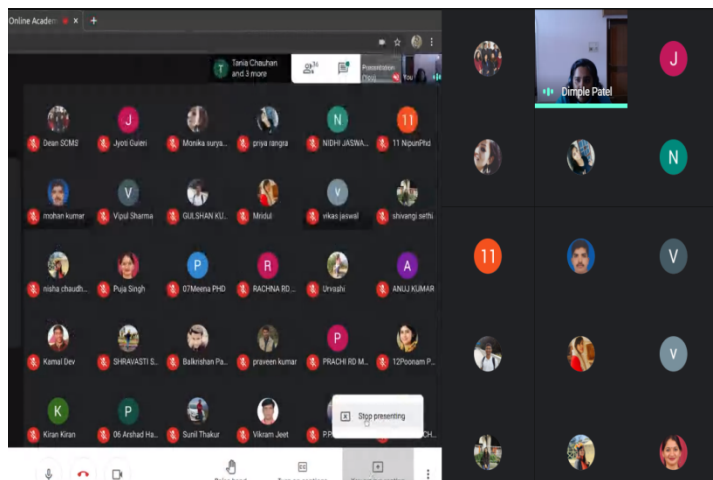 Online Academ × +
Tania Chauhan
and 3 more
T
36
Presentation
(You)
You
J N 11
Dean SCMS Jyoti Guleri Monika surya... priya rangra NIDHI JASWA... 11 NipunPhd
V v
mohan kumar Vipul Sharma GULSHAN KU... Mridul vikas jaswal shivangi sethi
P R A
nisha chaudh... Puja Singh 07Meena PHD RACHNA RD... Urvashi ANUJ KUMAR
P
Kamal Dev SHRAVASTI S... Balkrishan Pa... praveen kumar PRACHI RD M... 12Poonam P...
K P
Kiran Kiran 06 Arshad Ha... Sunil Thakur Vikram Jeet P.P CH...
Stop presenting
Dimple Patel
J
N
11 V
v